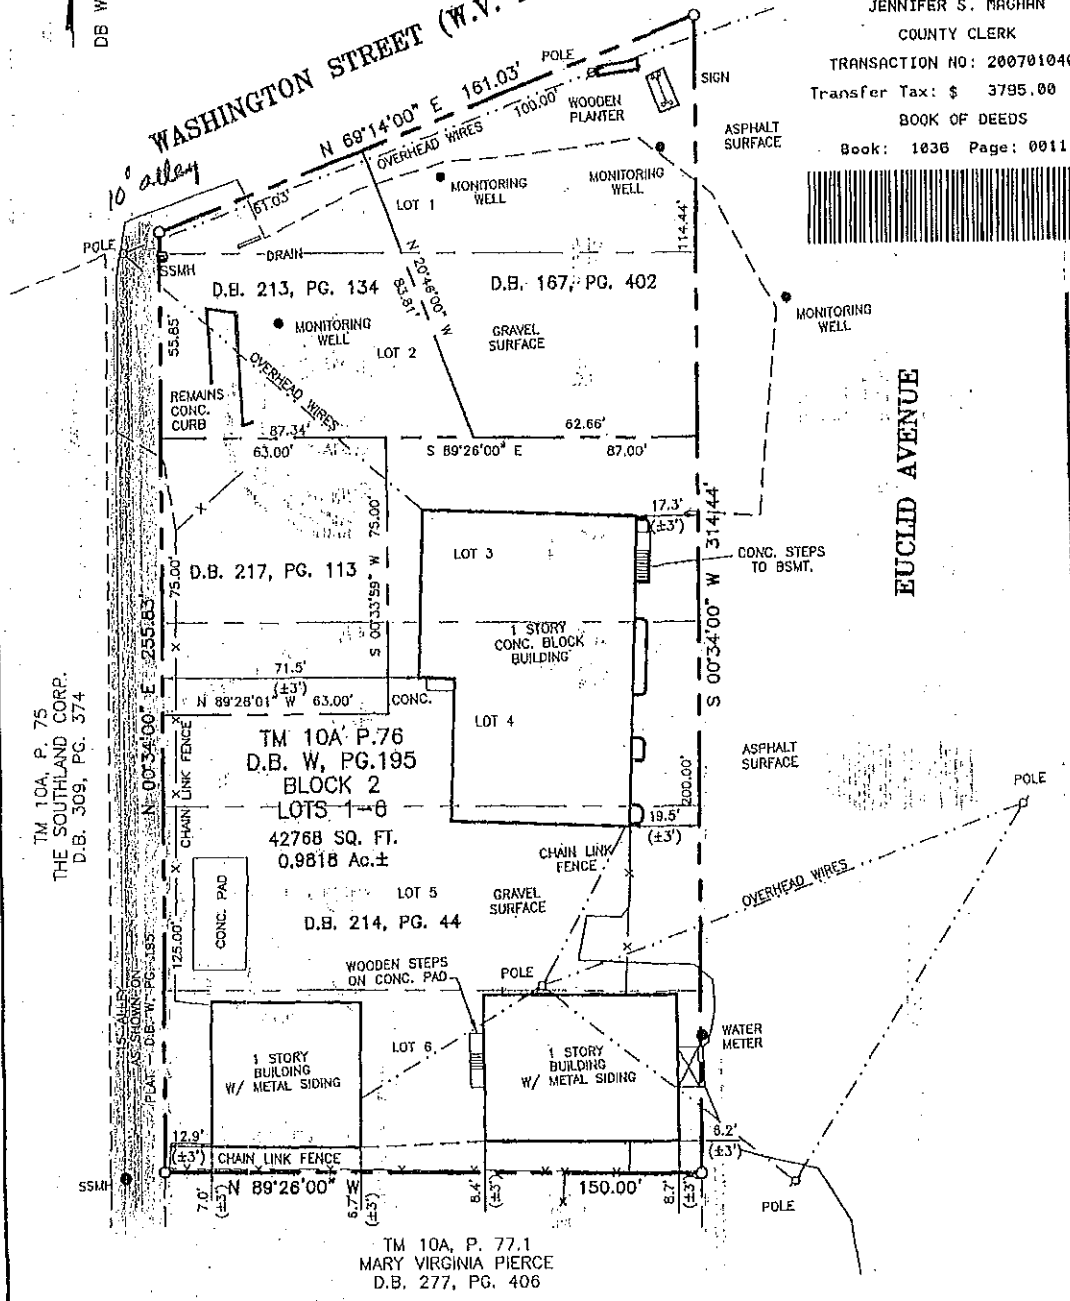 DB W
WASHINGTON STREET (W.V.
JENNIFER S. MAGHAN
COUNTY CLERK
TRANSACTION NO: 200701040
Transfer Tax: $ 3795.00
BOOK OF DEEDS
Book: 1036 Page: 0011
10' alley
N 69°14'00" E 161.03'
POLE
SIGN
100.00'
WOODEN
PLANTER
OVERHEAD WIRES
ASPHALT
SURFACE
61.03'
MONITORING
WELL
MONITORING
WELL
LOT 1
114.44'
POLE
SSMH
DRAIN
N 20°46'00" W
83.81'
D.B. 213, PG. 134
D.B. 167, PG. 402
MONITORING
WELL
MONITORING
WELL
GRAVEL
SURFACE
LOT 2
55.85'
OVERHEAD WIRES
REMAINS
CONC.
CURB
87.34'
63.00'
62.66'
S 89°26'00" E
87.00'
EUCLID AVENUE
17.3'
(±3')
S 00°33'59" W 75.00'
LOT 3
CONC. STEPS
TO BSMT.
D.B. 217, PG. 113
75.00'
1 STORY
CONC. BLOCK
BUILDING
S 00°34'00" W 314.44'
N 00°34'00" E 255.83'
71.5'
(±3')
N 89°28'01" W 63.00'
CONC.
LOT 4
TM 10A, P. 75
THE SOUTHLAND CORP.
D.B. 309, PG. 374
CHAIN LINK FENCE
TM 10A P.76
D.B. W, PG.195
BLOCK 2
LOTS 1-6
42768 SQ. FT.
0.9818 Ac.±
ASPHALT
SURFACE
POLE
200.00'
19.5'
(±3')
CHAIN LINK
FENCE
OVERHEAD WIRES
CONC. PAD
LOT 5
D.B. 214, PG. 44
GRAVEL
SURFACE
125.00'
WOODEN STEPS
ON CONC. PAD
POLE
15' ALLEY
AS SHOWN ON
PLAT - D.B. W, PG. 195
WATER
METER
LOT 6
1 STORY
BUILDING
W/ METAL SIDING
1 STORY
BUILDING
W/ METAL SIDING
12.9'
(±3')
CHAIN LINK FENCE
6.2'
(±3')
SSMH
7.0'
(±3')
N 89°26'00" W
6.7'
(±3')
8.4'
(±3')
150.00'
8.7'
(±3')
POLE
TM 10A, P. 77.1
MARY VIRGINIA PIERCE
D.B. 277, PG. 406